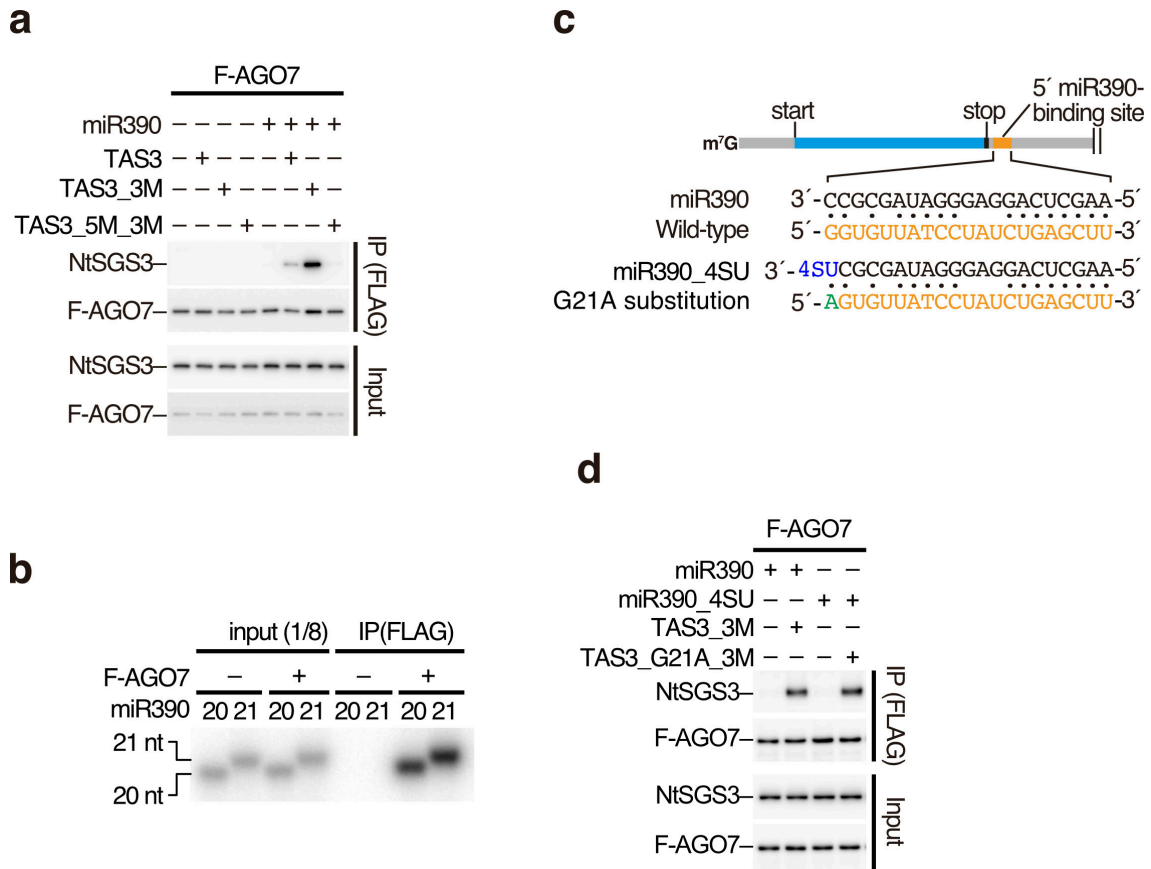 a
F-AGO7
miR390 – – – – + + + +
TAS3 – + – – – + – –
TAS3_3M – – + – – – + –
TAS3_5M_3M – – – + – – – +
NtSGS3–
F-AGO7–
IP (FLAG)
NtSGS3–
F-AGO7–
Input
b
input (1/8) IP(FLAG)
F-AGO7 – + – +
miR390 20 21 20 21 20 21 20 21
21 nt
20 nt
c
5´ miR390-
binding site
start stop
m⁷G
miR390 3´-CCGCGAUAGGGAGGACUCGAA-5´
Wild-type 5´-GGUGUUATCCUAUCUGAGCUU-3´
miR390_4SU 3´-4SUCGCGAUAGGGAGGACUCGAA-5´
G21A substitution 5´-AGUGUUATCCUAUCUGAGCUU-3´
d
F-AGO7
miR390 + + – –
miR390_4SU – – + +
TAS3_3M – + – –
TAS3_G21A_3M – – – +
NtSGS3–
F-AGO7–
IP (FLAG)
NtSGS3–
F-AGO7–
Input